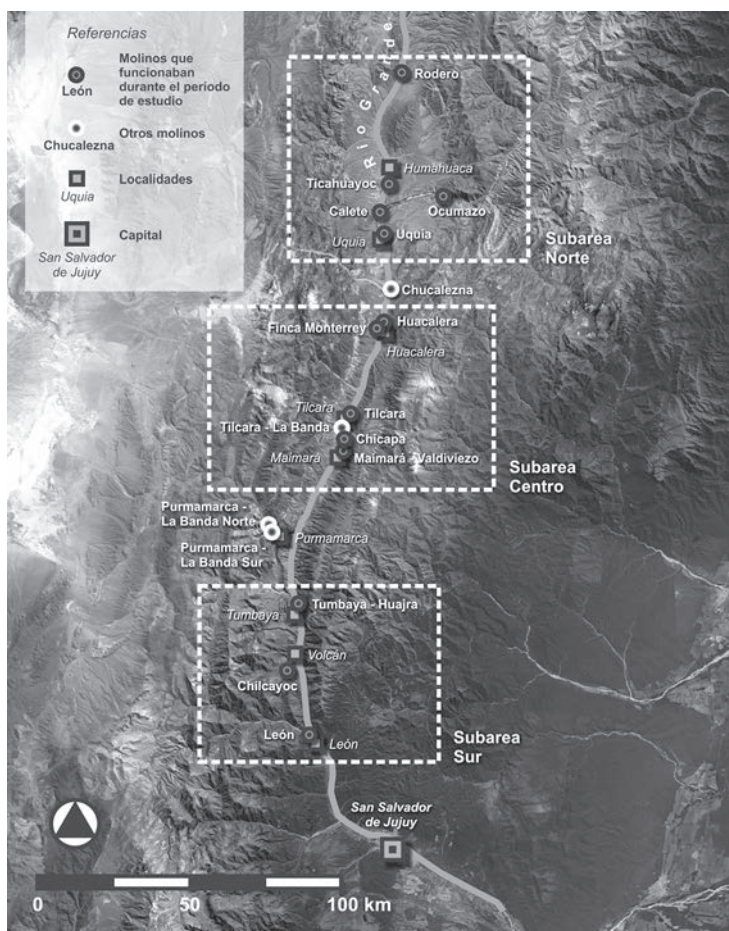 Referencias
Molinos que
funcionaban
durante el período
de estudio
León
Otros molinos
Chucalezna
Localidades
Uquia
Capital
San Salvador
de Jujuy
Río Grande
Rodero
Humahuaca
Ticahuayoc
Ocumazo
Calete
Uquia
Uquia
Subarea
Norte
Chucalezna
Huacalera
Finca Monterrey
Huacalera
Tilcara
Tilcara
Tilcara - La Banda
Chicapa
Maimará
Maimará - Valdiviezo
Subarea
Centro
Purmamarca -
La Banda Norte
Purmamarca
Purmamarca -
La Banda Sur
Tumbaya - Huajra
Tumbaya
Volcán
Chilcayoc
León
León
Subarea
Sur
San Salvador
de Jujuy
0 50 100 km